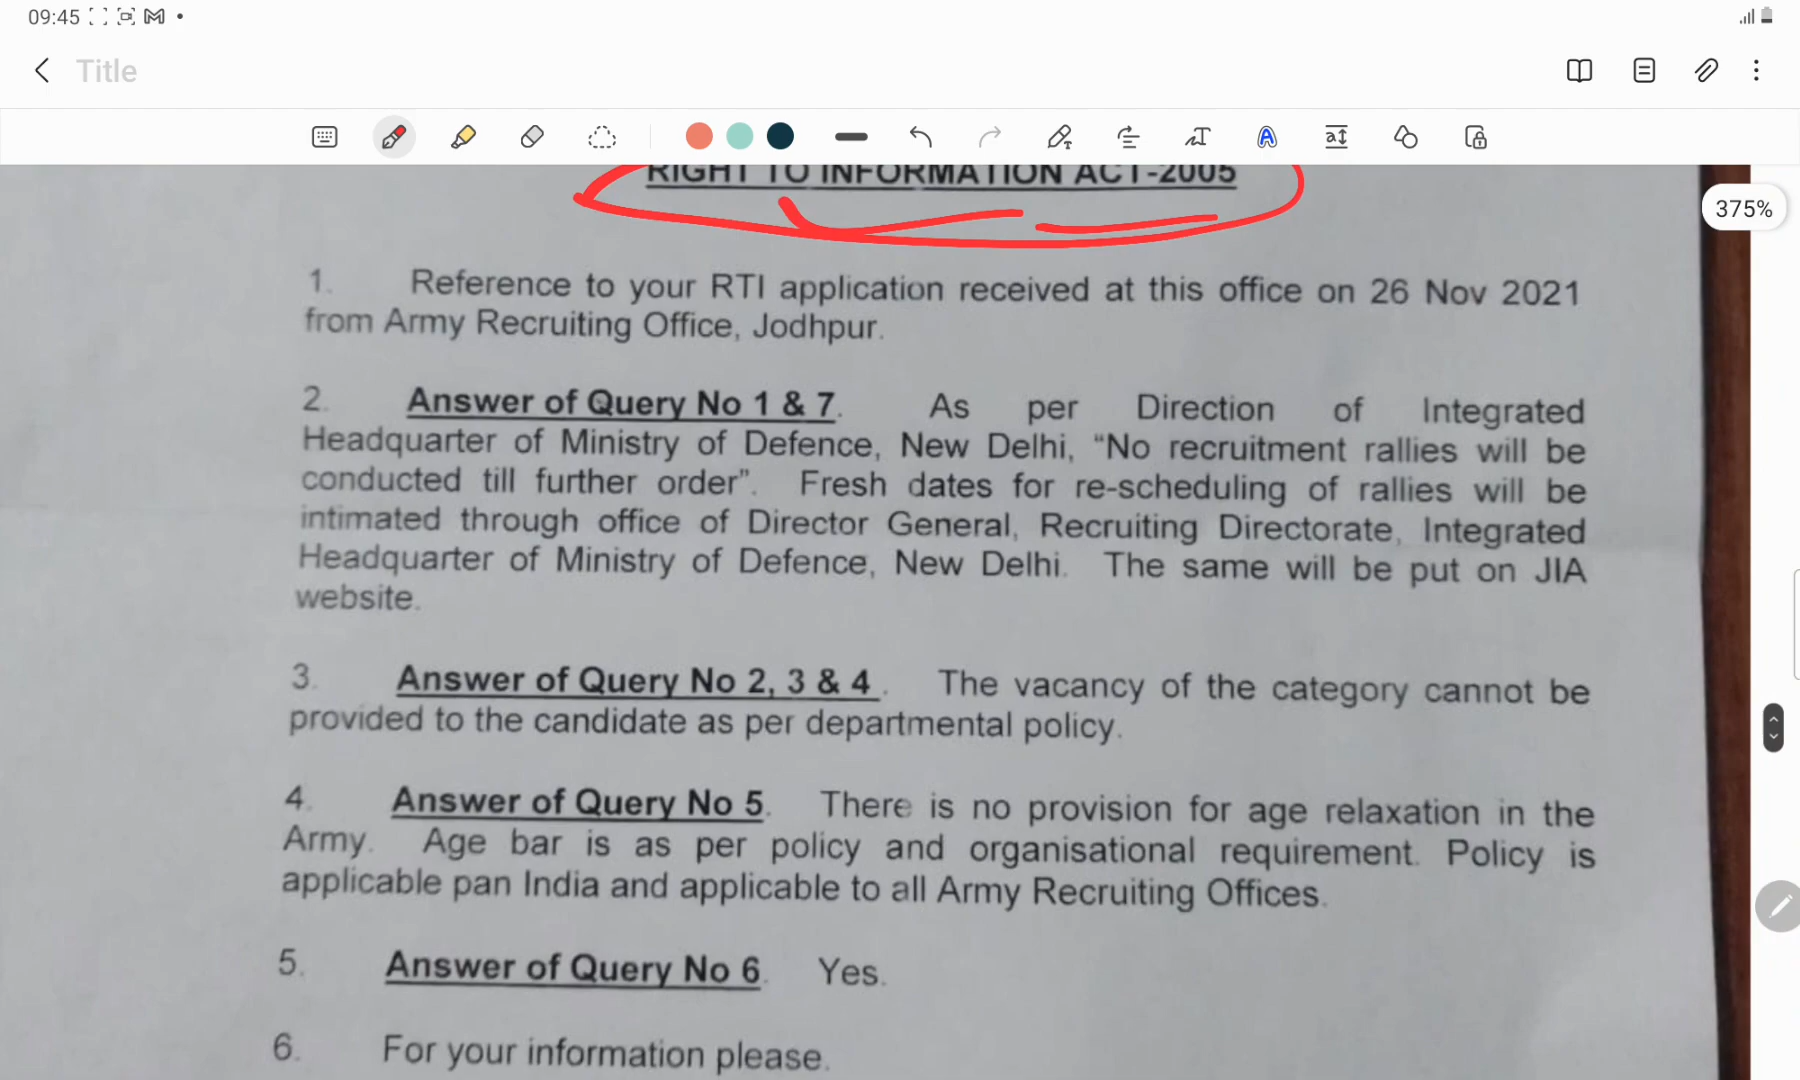 09:45
Title
375%
RIGHT TO INFORMATION ACT-2005
1. Reference to your RTI application received at this office on 26 Nov 2021
from Army Recruiting Office, Jodhpur.
2. Answer of Query No 1 & 7. As per Direction of Integrated
Headquarter of Ministry of Defence, New Delhi, “No recruitment rallies will be
conducted till further order”. Fresh dates for re-scheduling of rallies will be
intimated through office of Director General, Recruiting Directorate, Integrated
Headquarter of Ministry of Defence, New Delhi. The same will be put on JIA
website.
3. Answer of Query No 2, 3 & 4. The vacancy of the category cannot be
provided to the candidate as per departmental policy.
4. Answer of Query No 5. There is no provision for age relaxation in the
Army. Age bar is as per policy and organisational requirement. Policy is
applicable pan India and applicable to all Army Recruiting Offices.
5. Answer of Query No 6. Yes.
6. For your information please.